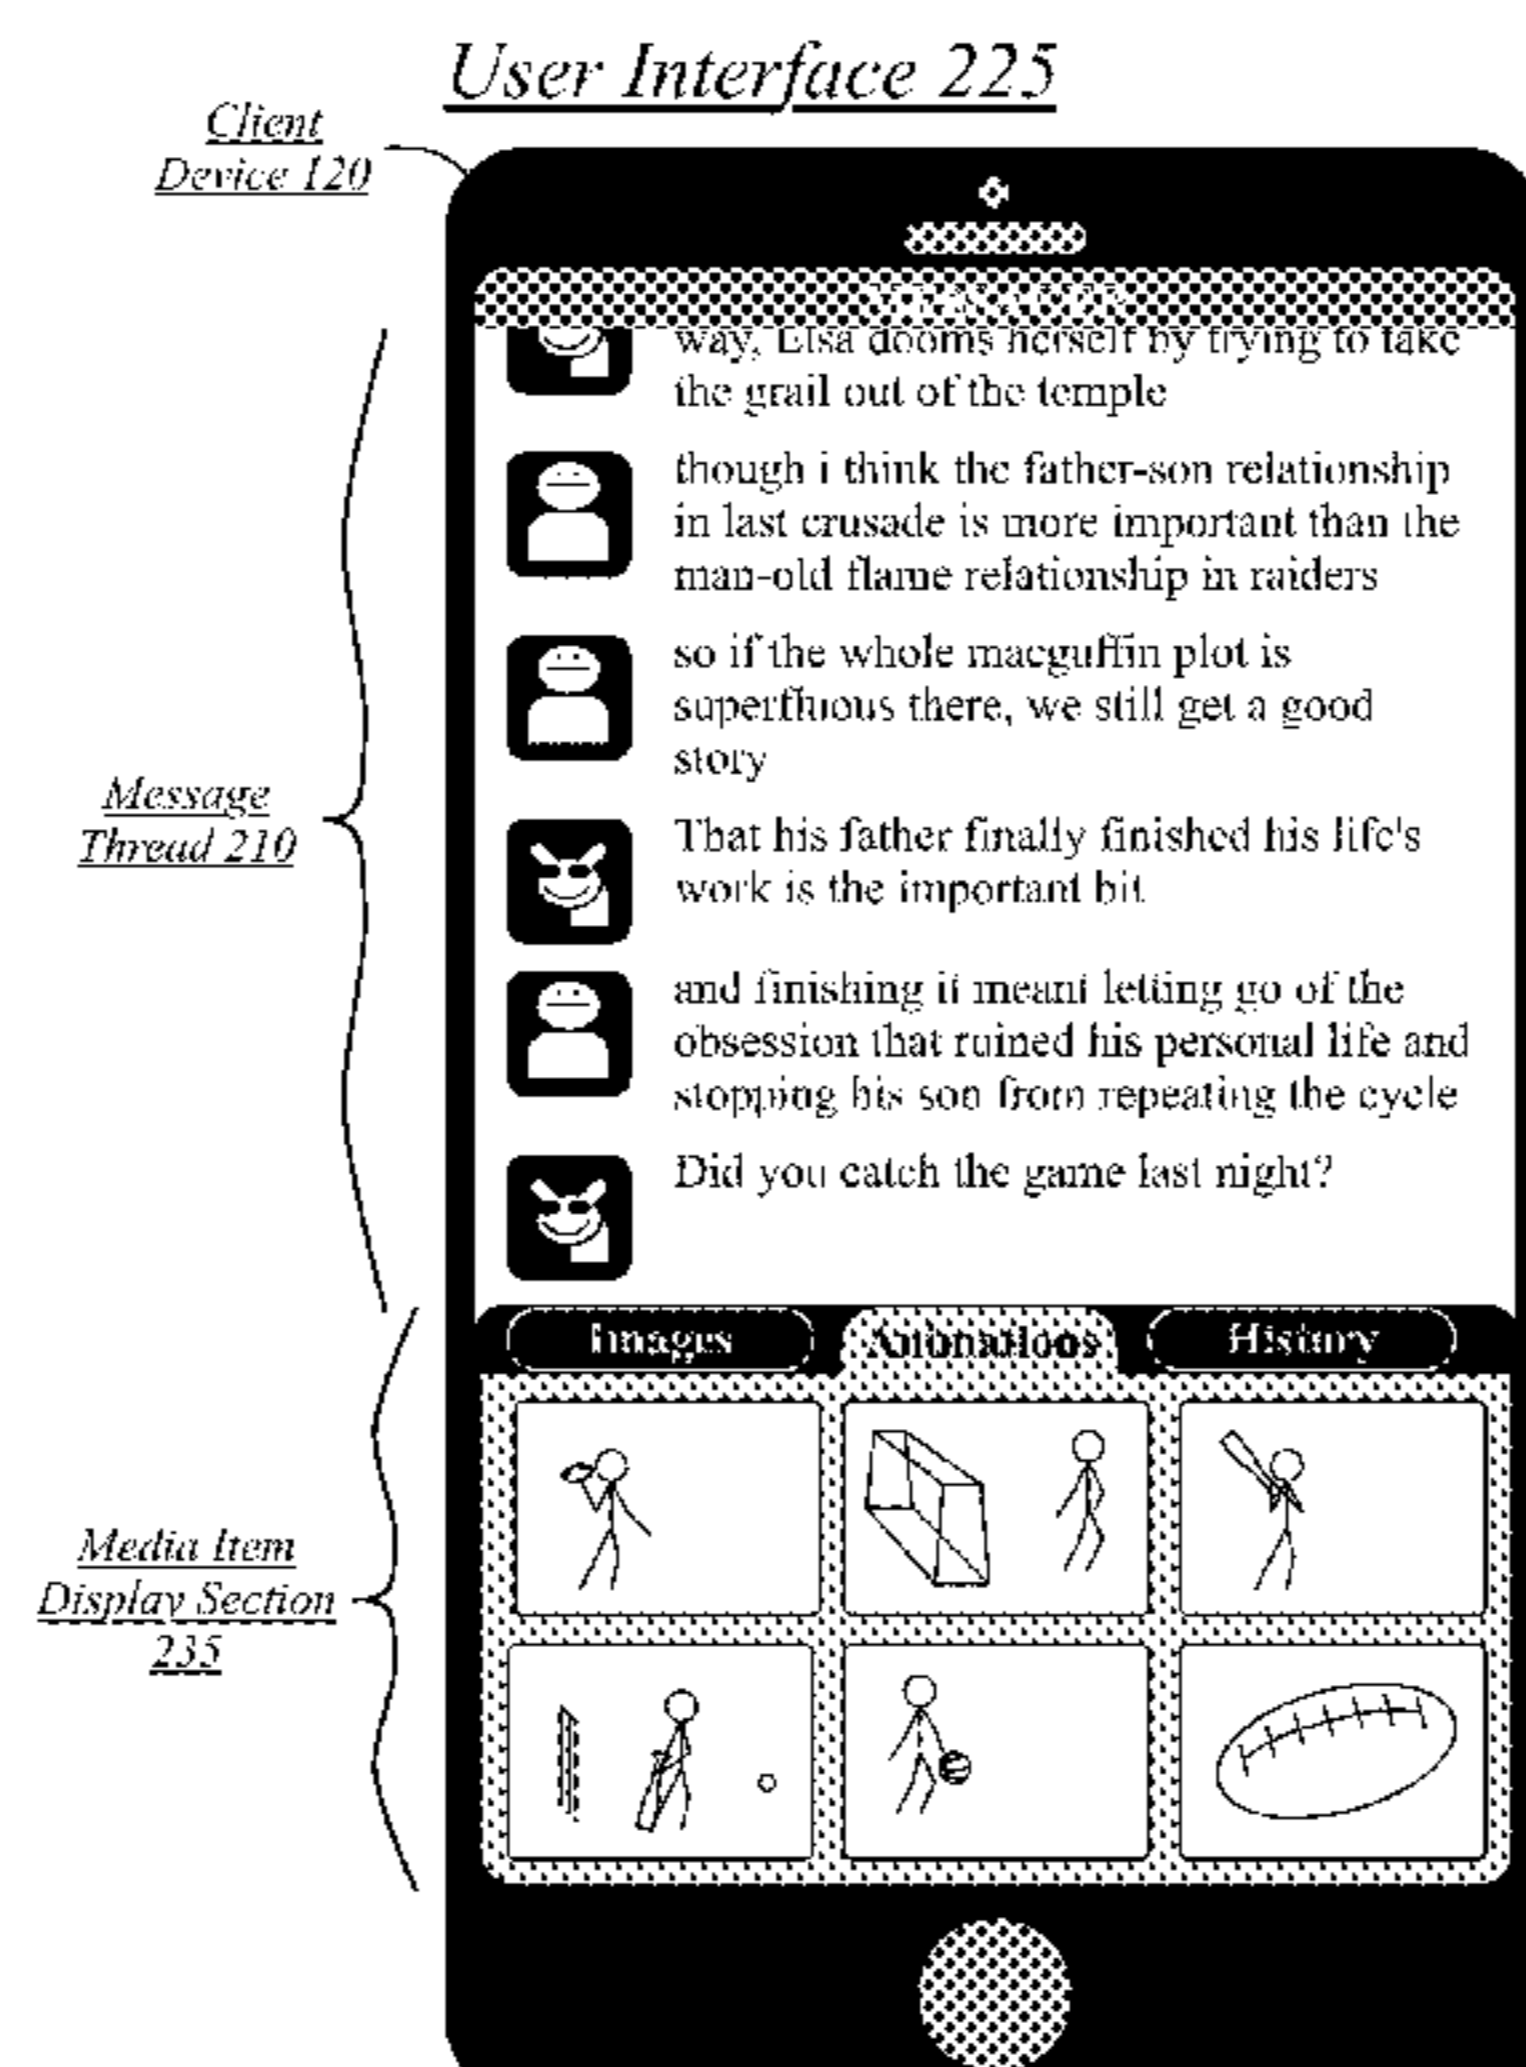 User Interface 225
Client
Device 120
way, Elsa dooms herself by trying to take
the grail out of the temple
though i think the father-son relationship
in last crusade is more important than the
man-old flame relationship in raiders
so if the whole macguffin plot is
superfluous there, we still get a good
story
Message
Thread 210
That his father finally finished his life's
work is the important bit
and finishing it meant letting go of the
obsession that ruined his personal life and
stopping his son from repeating the cycle
Did you catch the game last night?
Images Animations History
Media Item
Display Section
235